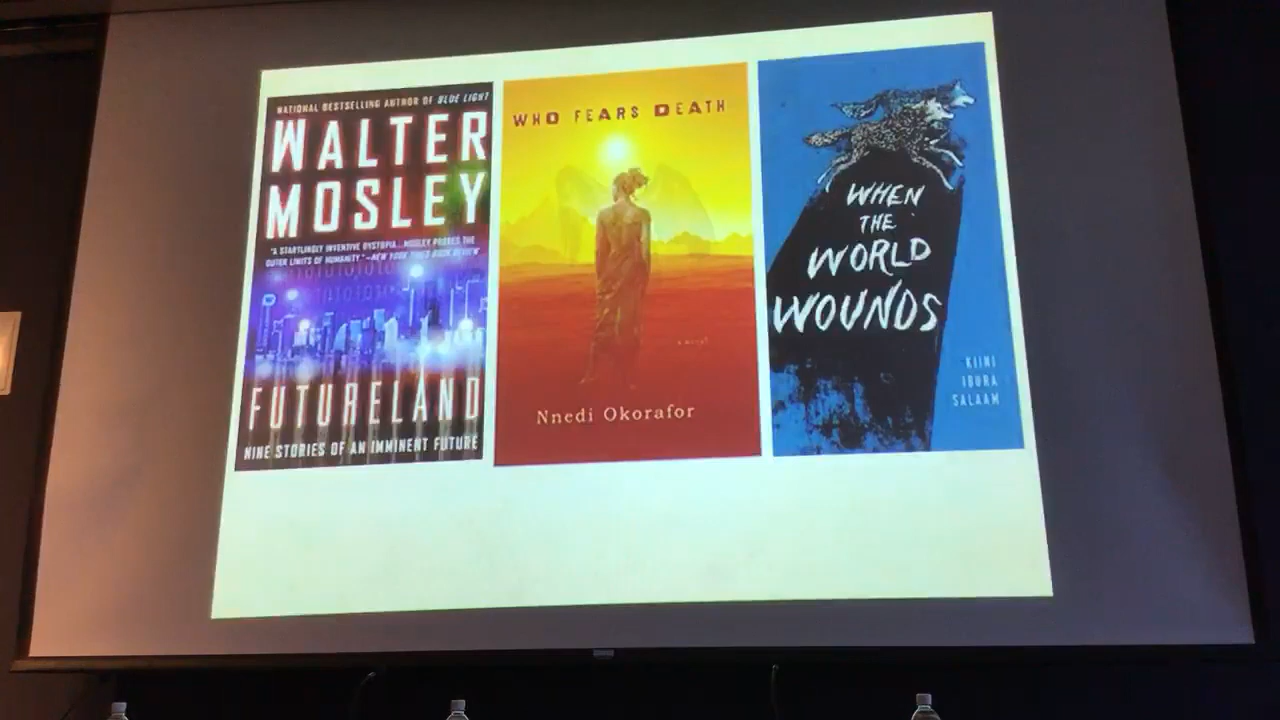 NATIONAL BESTSELLING AUTHOR OF BLUE LIGHT
WALTER
MOSLEY
"A STARTLINGLY INVENTIVE DYSTOPIA...MOSLEY PROBES THE
OUTER LIMITS OF HUMANITY."—NEW YORK TIMES BOOK REVIEW
FUTURELAND
NINE STORIES OF AN IMMINENT FUTURE
WHO FEARS DEATH
a novel
Nnedi Okorafor
WHEN
THE
WORLD
WOUNDS
KIINI
IBURA
SALAAM